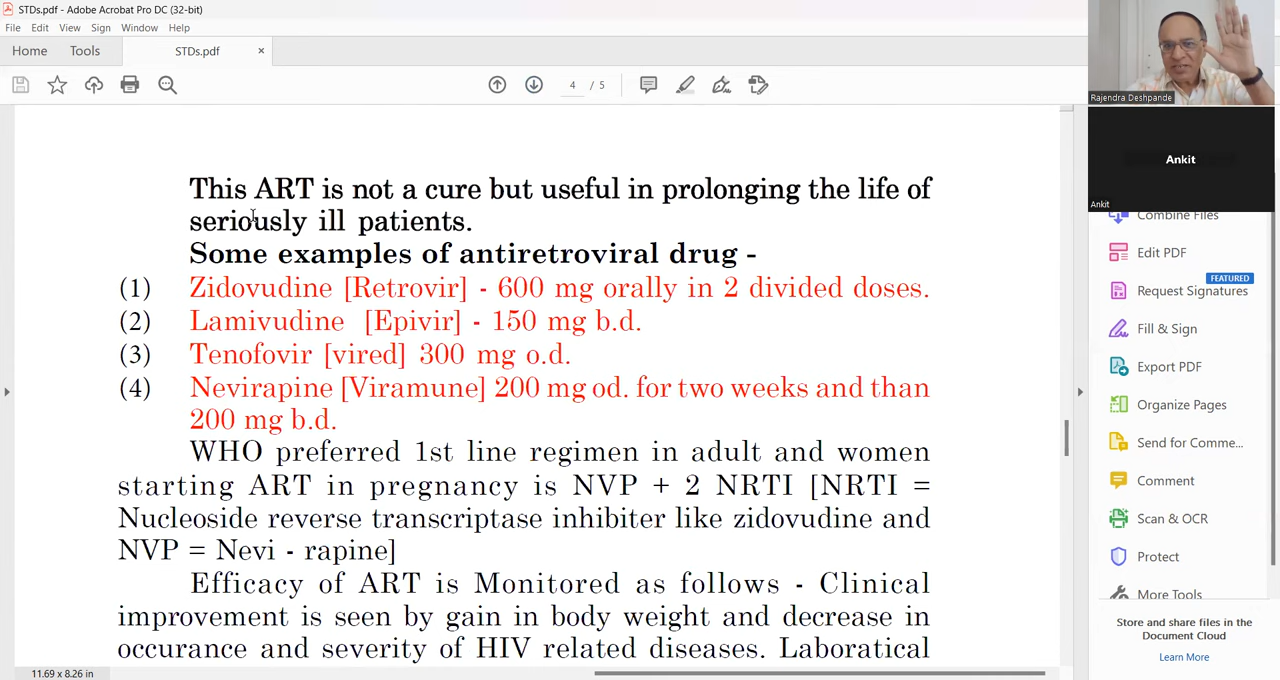 STDs.pdf - Adobe Acrobat Pro DC (32-bit)
File Edit View Sign Window Help
Home Tools STDs.pdf ×
4 / 5
This ART is not a cure but useful in prolonging the life of
seriously ill patients.
Some examples of antiretroviral drug -
(1) Zidovudine [Retrovir] - 600 mg orally in 2 divided doses.
(2) Lamivudine [Epivir] - 150 mg b.d.
(3) Tenofovir [vired] 300 mg o.d.
(4) Nevirapine [Viramune] 200 mg od. for two weeks and than
200 mg b.d.
WHO preferred 1st line regimen in adult and women
starting ART in pregnancy is NVP + 2 NRTI [NRTI =
Nucleoside reverse transcriptase inhibiter like zidovudine and
NVP = Nevi - rapine]
Efficacy of ART is Monitored as follows - Clinical
improvement is seen by gain in body weight and decrease in
occurance and severity of HIV related diseases. Laboratical
11.69 x 8.26 in
Rajendra Deshpande
Ankit
Ankit
Combine Files
Edit PDF
FEATURED
Request Signatures
Fill & Sign
Export PDF
Organize Pages
Send for Comme...
Comment
Scan & OCR
Protect
More Tools
Store and share files in the
Document Cloud
Learn More